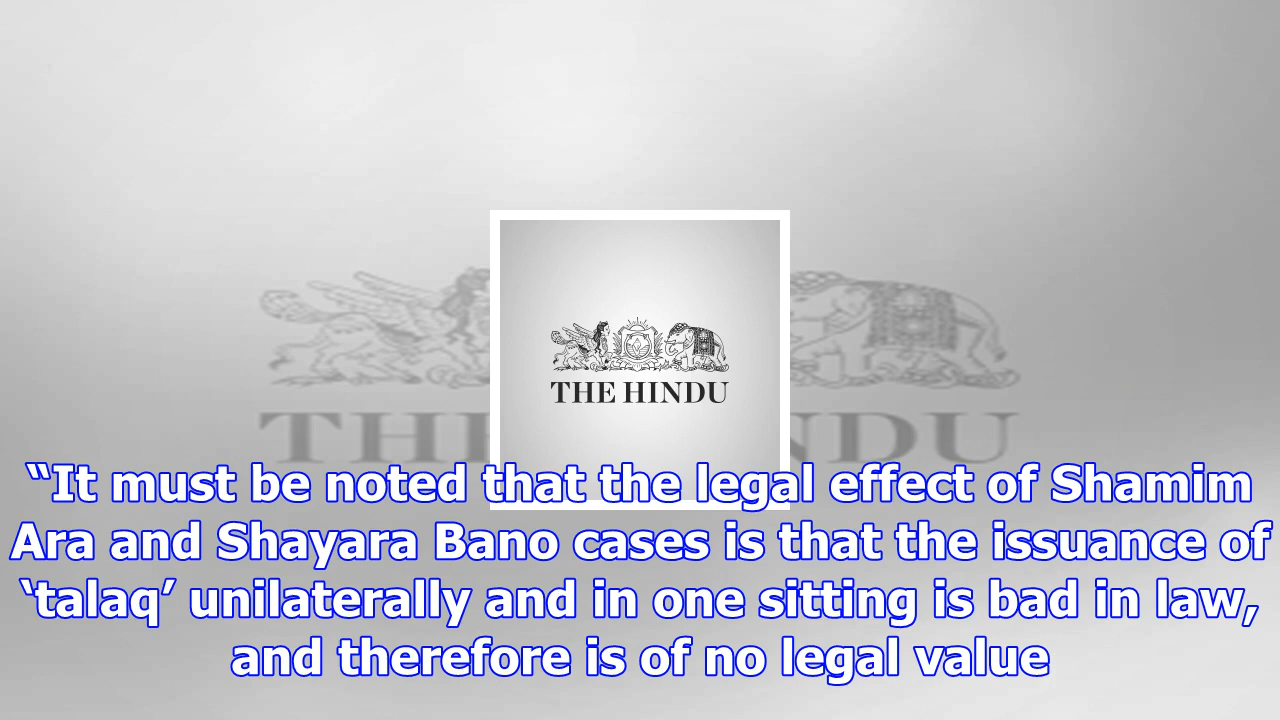 THE HINDU
“It must be noted that the legal effect of Shamim
Ara and Shayara Bano cases is that the issuance of
‘talaq’ unilaterally and in one sitting is bad in law,
and therefore is of no legal value